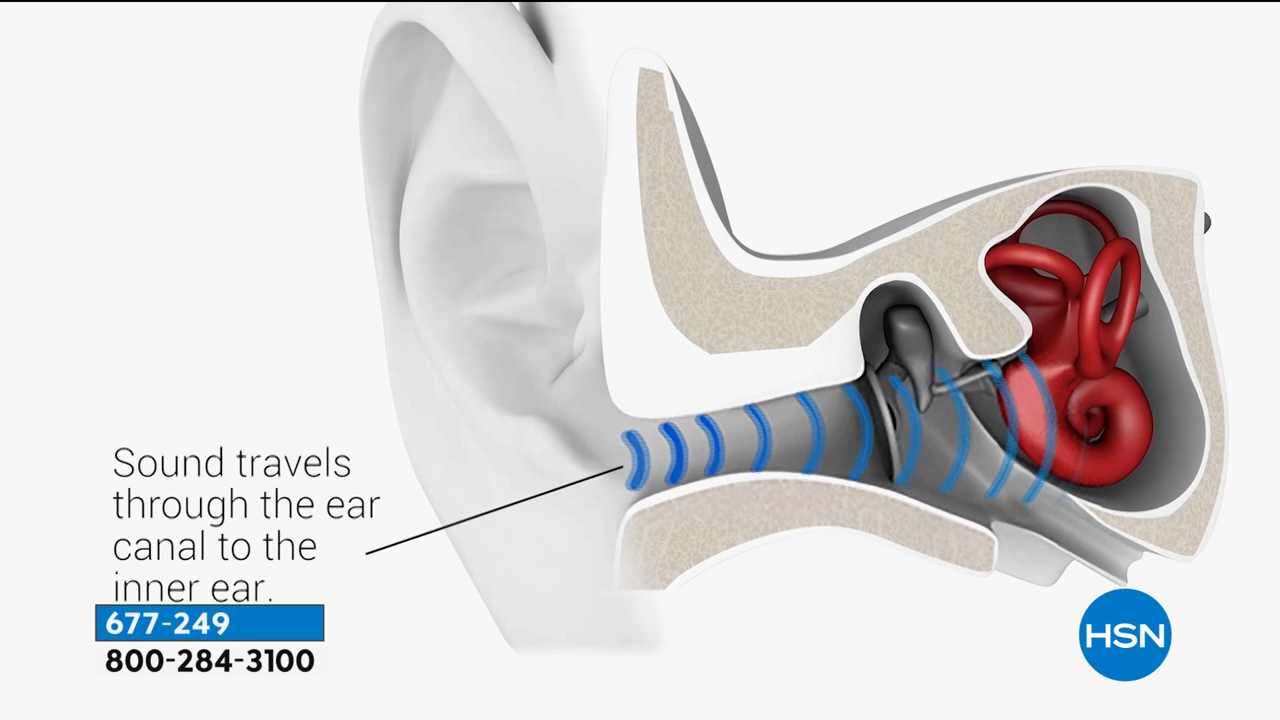 Sound travels
through the ear
canal to the
inner ear.
677-249
800-284-3100
HSN